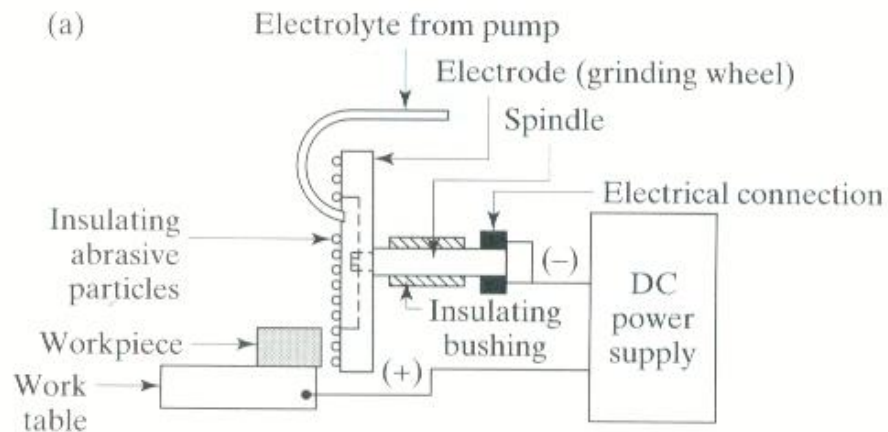 (a)
Electrolyte from pump
Electrode (grinding wheel)
Spindle
Electrical connection
Insulating
abrasive
particles
(−)
DC
power
supply
Insulating
bushing
Workpiece
(+)
Work
table